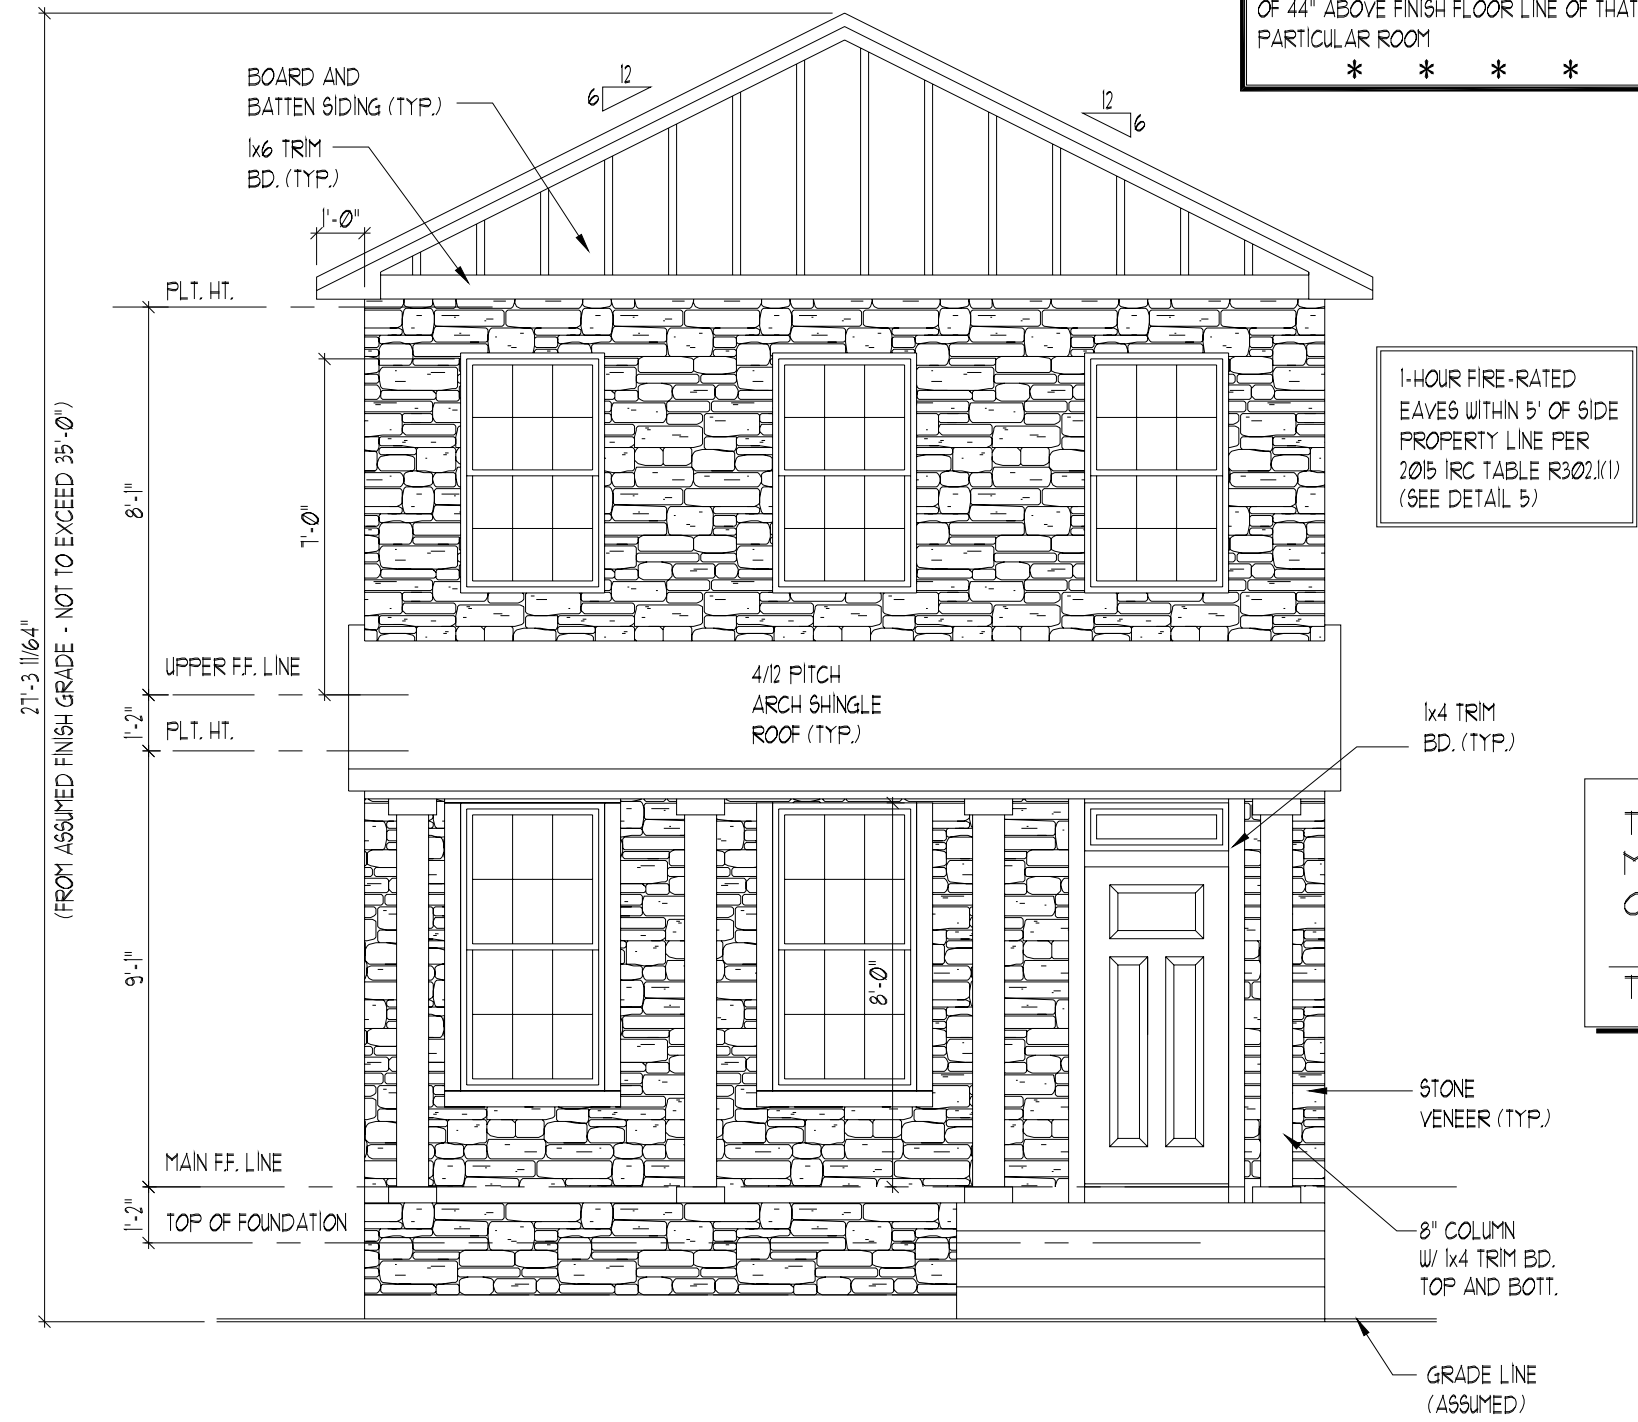 OF 44" ABOVE FINISH FLOOR LINE OF THAT
PARTICULAR ROOM
* * * *
BOARD AND
BATTEN SIDING (TYP.)
1x6 TRIM
BD. (TYP.)
1'-0"
12
6
12
6
PLT. HT.
1-HOUR FIRE-RATED
EAVES WITHIN 5' OF SIDE
PROPERTY LINE PER
2015 IRC TABLE R302.1(1)
(SEE DETAIL 5)
8'-1"
7'-0"
27'-3 11/64"
(FROM ASSUMED FINISH GRADE - NOT TO EXCEED 35'-0")
UPPER F.F. LINE
1'-2"
PLT. HT.
4/12 PITCH
ARCH SHINGLE
ROOF (TYP.)
1x4 TRIM
BD. (TYP.)
9'-1"
8'-0"
STONE
VENEER (TYP.)
MAIN F.F. LINE
1'-2"
TOP OF FOUNDATION
8" COLUMN
W/ 1x4 TRIM BD.
TOP AND BOTT.
GRADE LINE
(ASSUMED)